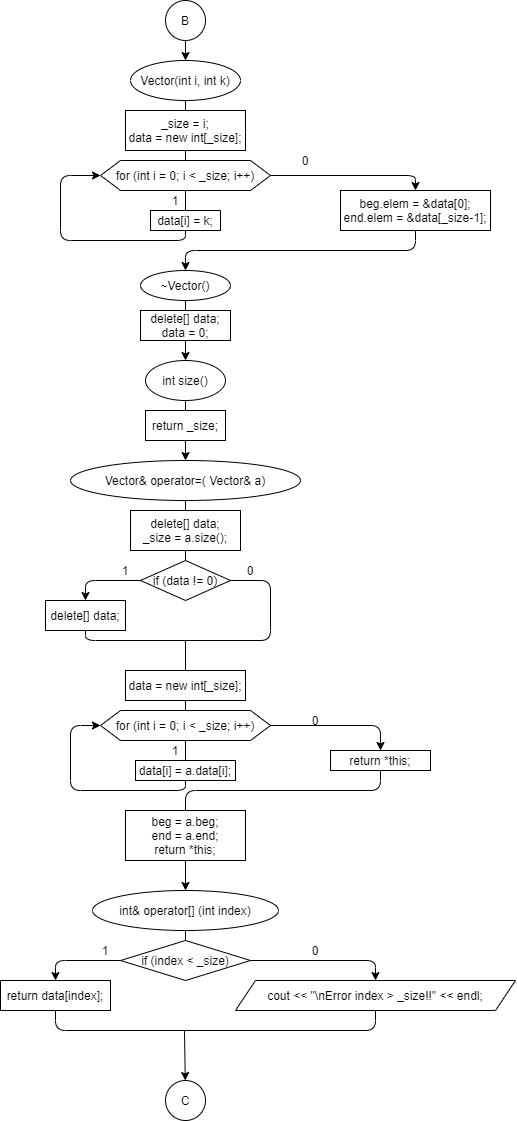 B
Vector(int i, int k)
_size = i;
data = new int[_size];
for (int i = 0; i < _size; i++)
0
1
data[i] = k;
beg.elem = &data[0];
end.elem = &data[_size-1];
~Vector()
delete[] data;
data = 0;
int size()
return _size;
Vector& operator=( Vector& a)
delete[] data;
_size = a.size();
1
if (data != 0)
0
delete[] data;
data = new int[_size];
for (int i = 0; i < _size; i++)
0
1
data[i] = a.data[i];
return *this;
beg = a.beg;
end = a.end;
return *this;
int& operator[] (int index)
1
if (index < _size)
0
return data[index];
cout << "\nError index > _size!!" << endl;
C